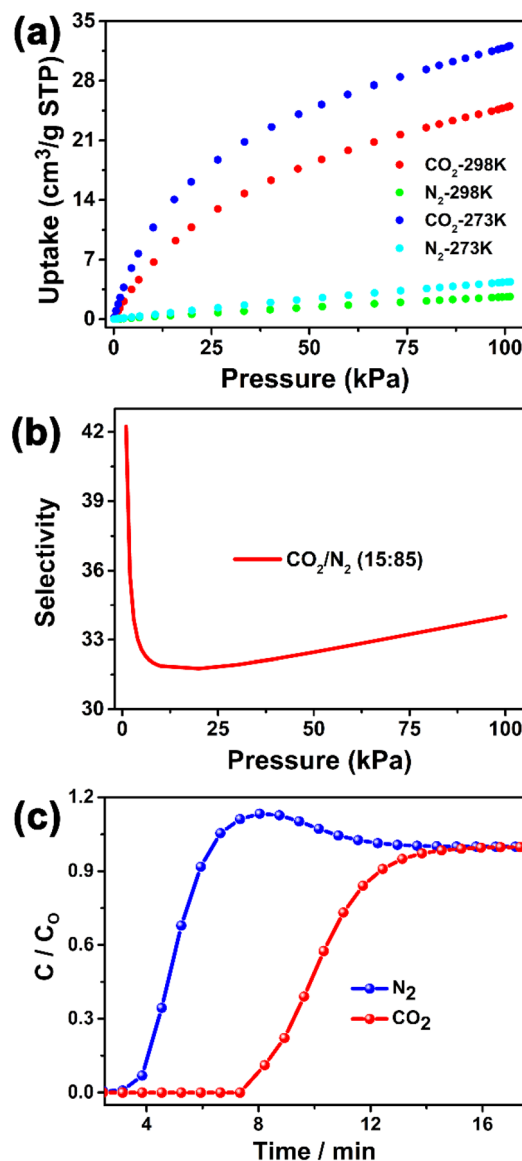 (a)
35
28
21
14
7
0
Uptake (cm³/g STP)
CO₂-298K
N₂-298K
CO₂-273K
N₂-273K
0 25 50 75 100
Pressure (kPa)
(b)
42
39
36
33
30
Selectivity
CO₂/N₂ (15:85)
0 25 50 75 100
Pressure (kPa)
(c)
1.2
0.9
0.6
0.3
0.0
C / C₀
N₂
CO₂
4 8 12 16
Time / min